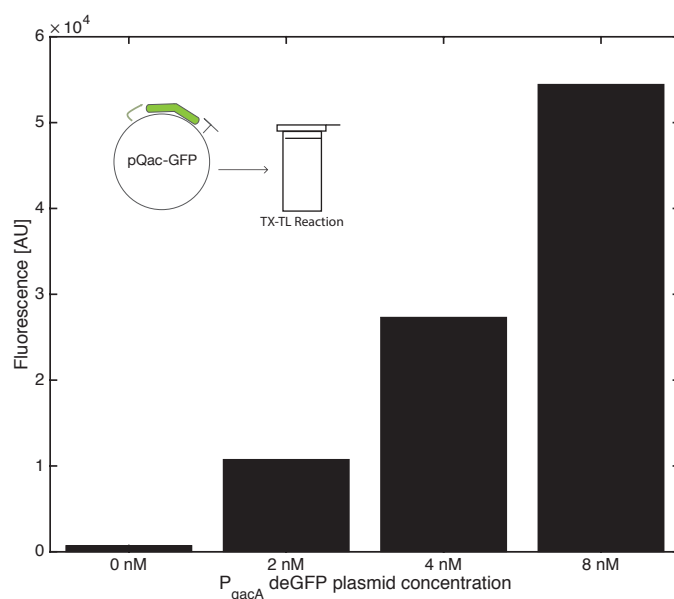 6 × 10⁴
5
4
3
2
1
0
Fluorescence [AU]
pQac-GFP
TX-TL Reaction
0 nM
2 nM
4 nM
8 nM
P_qacA deGFP plasmid concentration